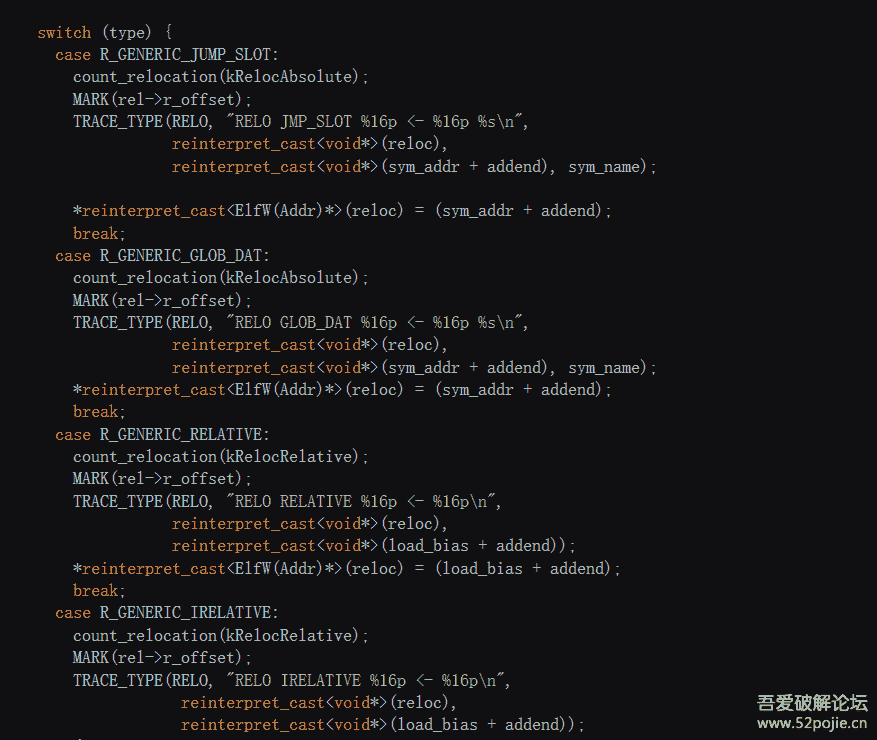 switch (type) {
case R_GENERIC_JUMP_SLOT:
count_relocation(kRelocAbsolute);
MARK(rel->r_offset);
TRACE_TYPE(RELO, "RELO JMP_SLOT %16p <- %16p %s\n",
reinterpret_cast<void*>(reloc),
reinterpret_cast<void*>(sym_addr + addend), sym_name);
*reinterpret_cast<ElfW(Addr)*>(reloc) = (sym_addr + addend);
break;
case R_GENERIC_GLOB_DAT:
count_relocation(kRelocAbsolute);
MARK(rel->r_offset);
TRACE_TYPE(RELO, "RELO GLOB_DAT %16p <- %16p %s\n",
reinterpret_cast<void*>(reloc),
reinterpret_cast<void*>(sym_addr + addend), sym_name);
*reinterpret_cast<ElfW(Addr)*>(reloc) = (sym_addr + addend);
break;
case R_GENERIC_RELATIVE:
count_relocation(kRelocRelative);
MARK(rel->r_offset);
TRACE_TYPE(RELO, "RELO RELATIVE %16p <- %16p\n",
reinterpret_cast<void*>(reloc),
reinterpret_cast<void*>(load_bias + addend));
*reinterpret_cast<ElfW(Addr)*>(reloc) = (load_bias + addend);
break;
case R_GENERIC_IRELATIVE:
count_relocation(kRelocRelative);
MARK(rel->r_offset);
TRACE_TYPE(RELO, "RELO IRELATIVE %16p <- %16p\n",
reinterpret_cast<void*>(reloc),
reinterpret_cast<void*>(load_bias + addend));
吾爱破解论坛
www.52pojie.cn